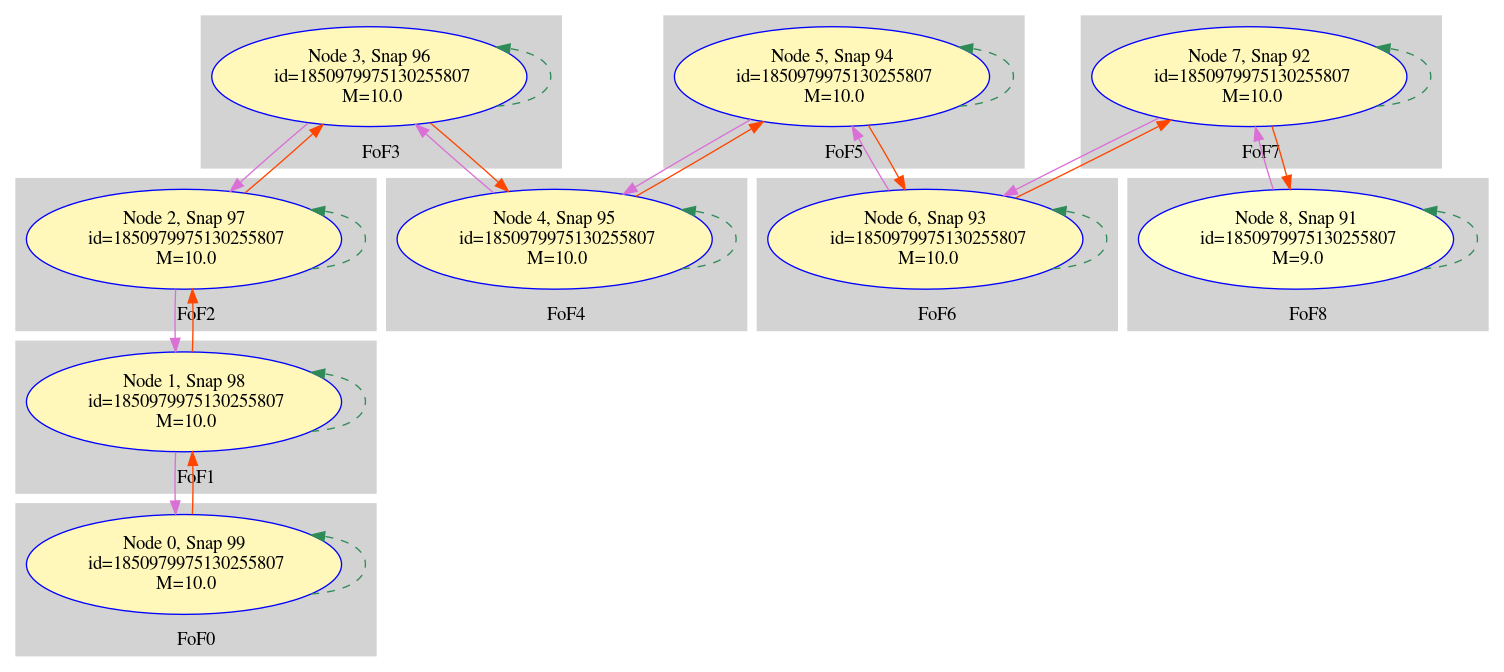 Node 3, Snap 96
id=1850979975130255807
M=10.0
FoF3
Node 5, Snap 94
id=1850979975130255807
M=10.0
FoF5
Node 7, Snap 92
id=1850979975130255807
M=10.0
FoF7
Node 2, Snap 97
id=1850979975130255807
M=10.0
FoF2
Node 4, Snap 95
id=1850979975130255807
M=10.0
FoF4
Node 6, Snap 93
id=1850979975130255807
M=10.0
FoF6
Node 8, Snap 91
id=1850979975130255807
M=9.0
FoF8
Node 1, Snap 98
id=1850979975130255807
M=10.0
FoF1
Node 0, Snap 99
id=1850979975130255807
M=10.0
FoF0